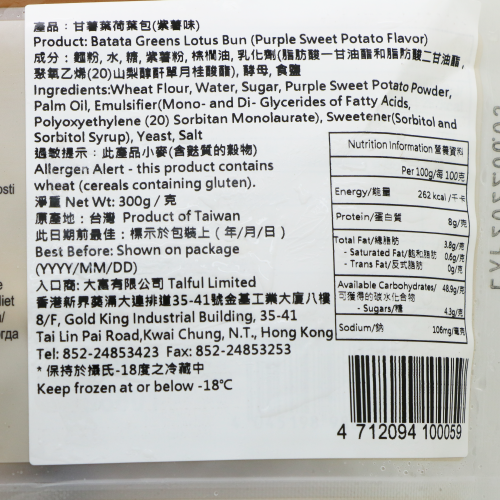 產品：甘薯葉荷葉包(紫薯味)
Product: Batata Greens Lotus Bun (Purple Sweet Potato Flavor)
成分：麵粉, 水, 糖, 紫薯粉, 棕櫚油, 乳化劑(脂肪酸一甘油酯和脂肪酸二甘油酯,
聚氧乙烯(20)山梨醇酐單月桂酸酯), 酵母, 食鹽
Ingredients:Wheat Flour, Water, Sugar, Purple Sweet Potato Powder,
Palm Oil, Emulsifier(Mono- and Di- Glycerides of Fatty Acids,
Polyoxyethylene (20) Sorbitan Monolaurate), Sweetener(Sorbitol and
Sorbitol Syrup), Yeast, Salt
過敏提示：此產品小麥(含麩質的穀物)
Allergen Alert - this product contains
wheat (cereals containing gluten).
淨量 Net Wt: 300g / 克
原產地：台灣 Product of Taiwan
此日期前最佳：標示於包裝上（年/月/日）
Best Before: Shown on package
(YYYY/MM/DD)
入口商: 大富有限公司 Talful Limited
香港新界葵涌大連排道35-41號金基工業大廈八樓
8/F, Gold King Industrial Building, 35-41
Tai Lin Pai Road,Kwai Chung, N.T., Hong Kong
Tel: 852-24853423 Fax: 852-24853253
* 保持於攝氏-18度之冷藏中
Keep frozen at or below -18°C
Nutrition Information 營養資料
Per 100g/每 100克
Energy/能量 262 kcal /千卡
Protein/蛋白質 8g/克
Total Fat/總脂肪 3.8g/克
- Saturated Fat/飽和脂肪 0.6g/克
- Trans Fat/反式脂肪 0g/克
Available Carbohydrates/ 48.9g/克
可獲得的碳水化合物
- Sugars/糖 4.3g/克
Sodium/鈉 106mg/毫克
4 712094 100059
osti
e
liet
u/
года